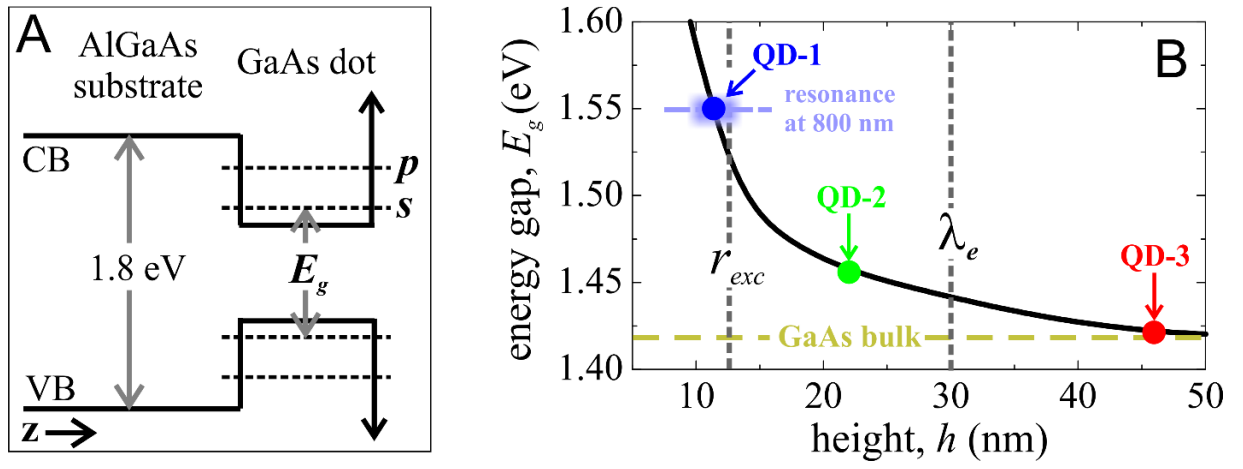 A
AlGaAs
substrate
GaAs dot
CB
p
s
1.8 eV
E_g
VB
z
B
energy gap, E_g (eV)
1.60
1.55
1.50
1.45
1.40
QD-1
resonance
at 800 nm
QD-2
r_exc
λ_e
QD-3
GaAs bulk
10 20 30 40 50
height, h (nm)